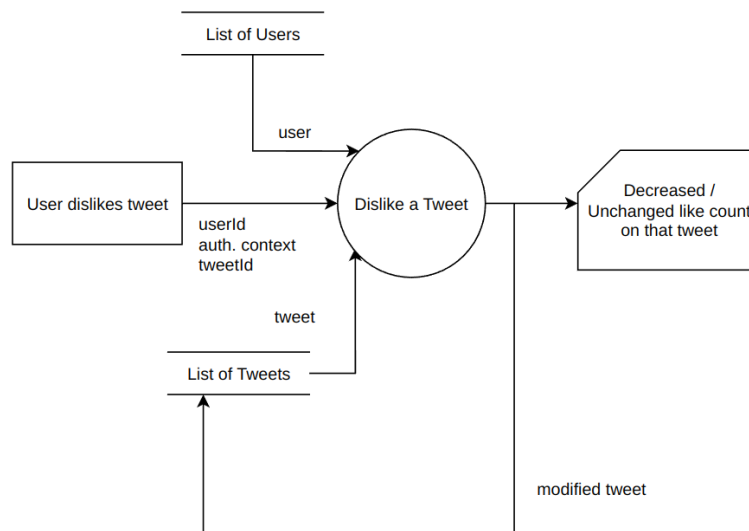 List of Users
user
User dislikes tweet
userId
auth. context
tweetId
Dislike a Tweet
Decreased /
Unchanged like count
on that tweet
tweet
List of Tweets
modified tweet